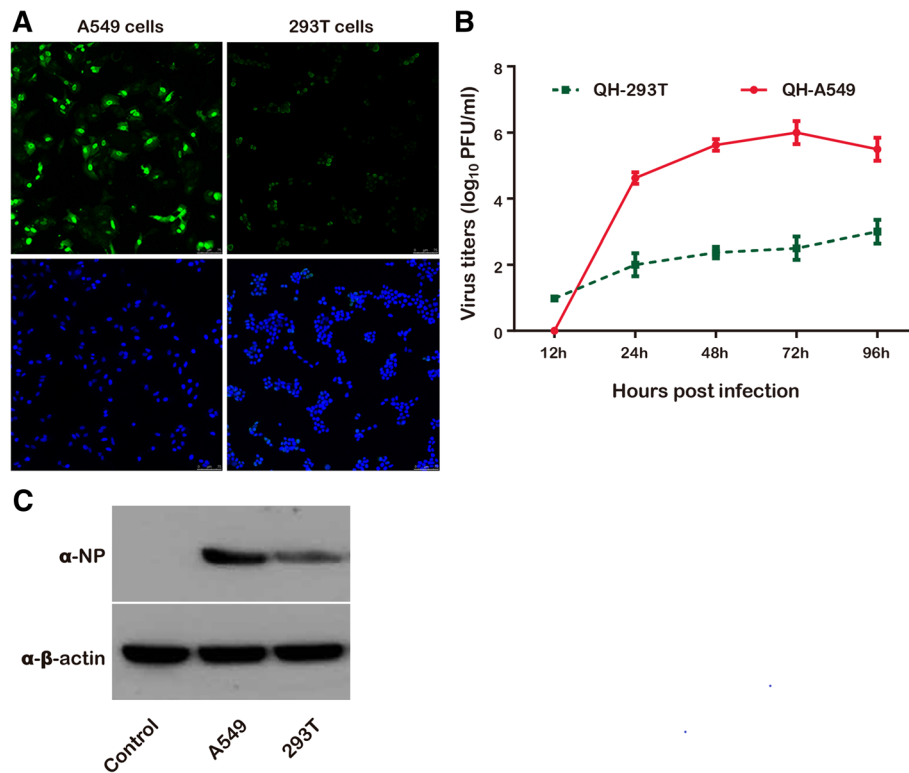 A
A549 cells
293T cells
B
Virus titers (log10 PFU/ml)
8
6
4
2
0
QH-293T
QH-A549
12h
24h
48h
72h
96h
Hours post infection
C
α-NP
α-β-actin
Control
A549
293T